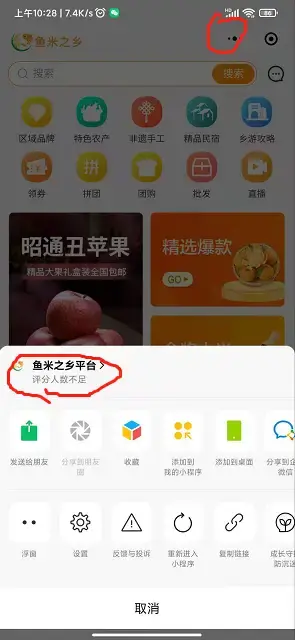 上午10:28 | 7.4K/s
86
鱼米之乡
搜索
搜索
区域品牌
特色农产
非遗手工
精品民宿
乡游攻略
领券
拼团
团购
批发
直播
昭通丑苹果
精品大果礼盒装全国包邮
精选爆款
GO
鱼米之乡平台
评分人数不足
发送给朋友
分享到朋友
圈
收藏
添加到
我的小程序
添加到桌面
分享到企
微信
浮窗
设置
反馈与投诉
重新进入
小程序
复制链接
成长守护
防沉迷
取消